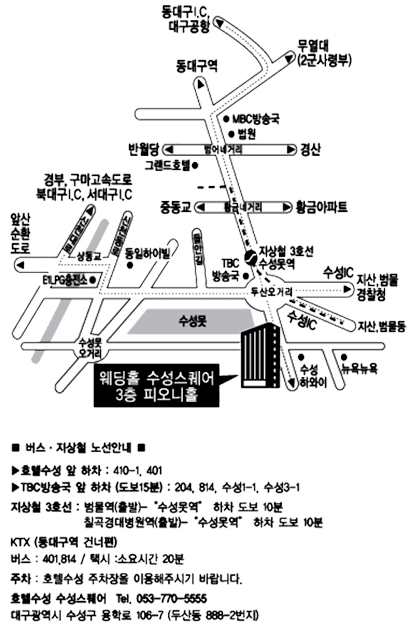 동대구I.C,
대구공항
무열대
(2군사령부)
동대구역
MBC방송국
법원
반월당
범어네거리
경산
그랜드호텔
경부, 구마고속도로
북대구I.C, 서대구I.C
중동교
황금네거리
황금아파트
앞산
순환
도로
상동교
동일하이빌
들안길
지상철 3호선
수성못역
TBC
방송국
E1LPG충전소
두산오거리
수성IC
지산,범물
경찰청
수성못
수성IC
지산,범물동
수성못
오거리
웨딩홀 수성스퀘어
3층 피오니홀
수성
하와이
뉴욕뉴욕
■ 버스·지상철 노선안내 ■
▶호텔수성 앞 하차 : 410-1, 401
▶TBC방송국 앞 하차 (도보15분) : 204, 814, 수성1-1, 수성3-1
지상철 3호선 : 범물역(출발)- "수성못역" 하차 도보 10분
칠곡경대병원역(출발)- "수성못역" 하차 도보 10분
KTX (동대구역 건너편)
버스 : 401,814 / 택시 :소요시간 20분
주차 : 호텔수성 주차장을 이용해주시기 바랍니다.
호텔수성 수성스퀘어 Tel. 053-770-5555
대구광역시 수성구 용학로 106-7 (두산동 888-2번지)